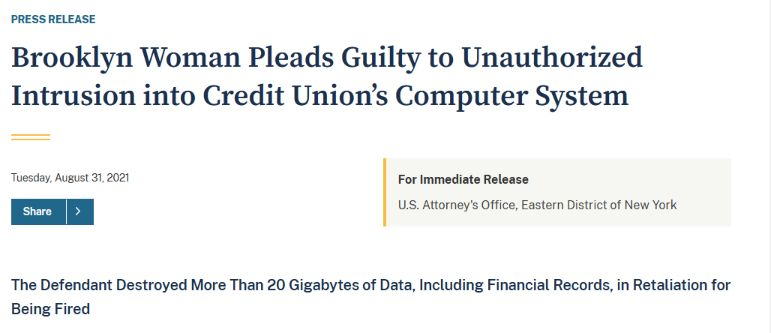 PRESS RELEASE
Brooklyn Woman Pleads Guilty to Unauthorized
Intrusion into Credit Union’s Computer System
Tuesday, August 31, 2021
For Immediate Release
U.S. Attorney's Office, Eastern District of New York
Share
The Defendant Destroyed More Than 20 Gigabytes of Data, Including Financial Records, in Retaliation for
Being Fired